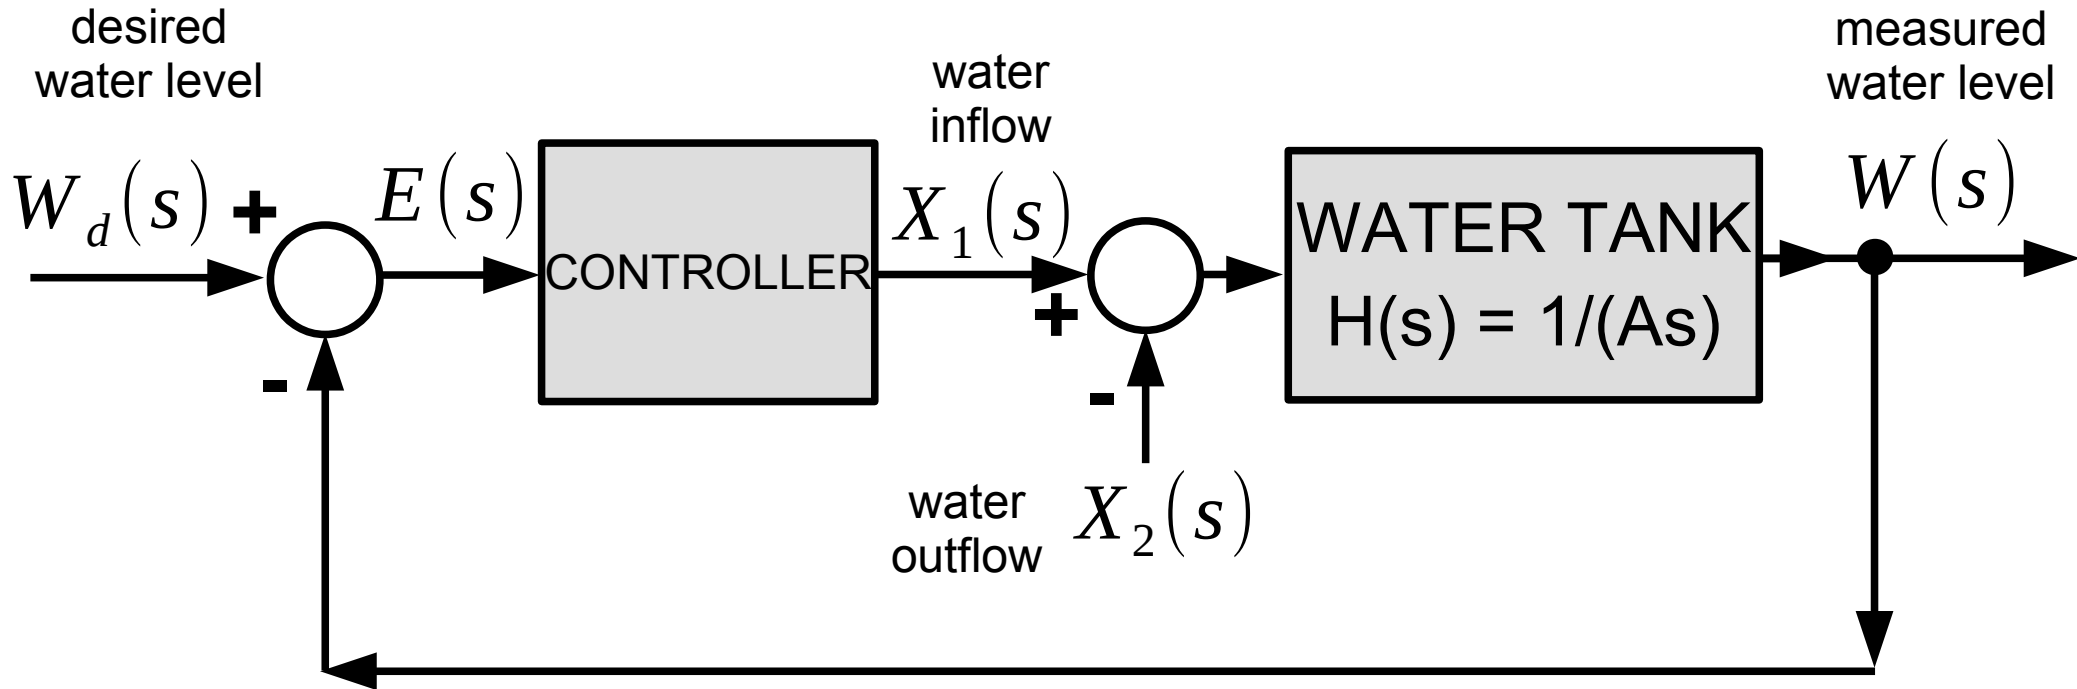 desired
water level
W_d(s)
+
-
E(s)
CONTROLLER
water
inflow
X_1(s)
+
-
water
outflow
X_2(s)
WATER TANK
H(s) = 1/(As)
measured
water level
W(s)